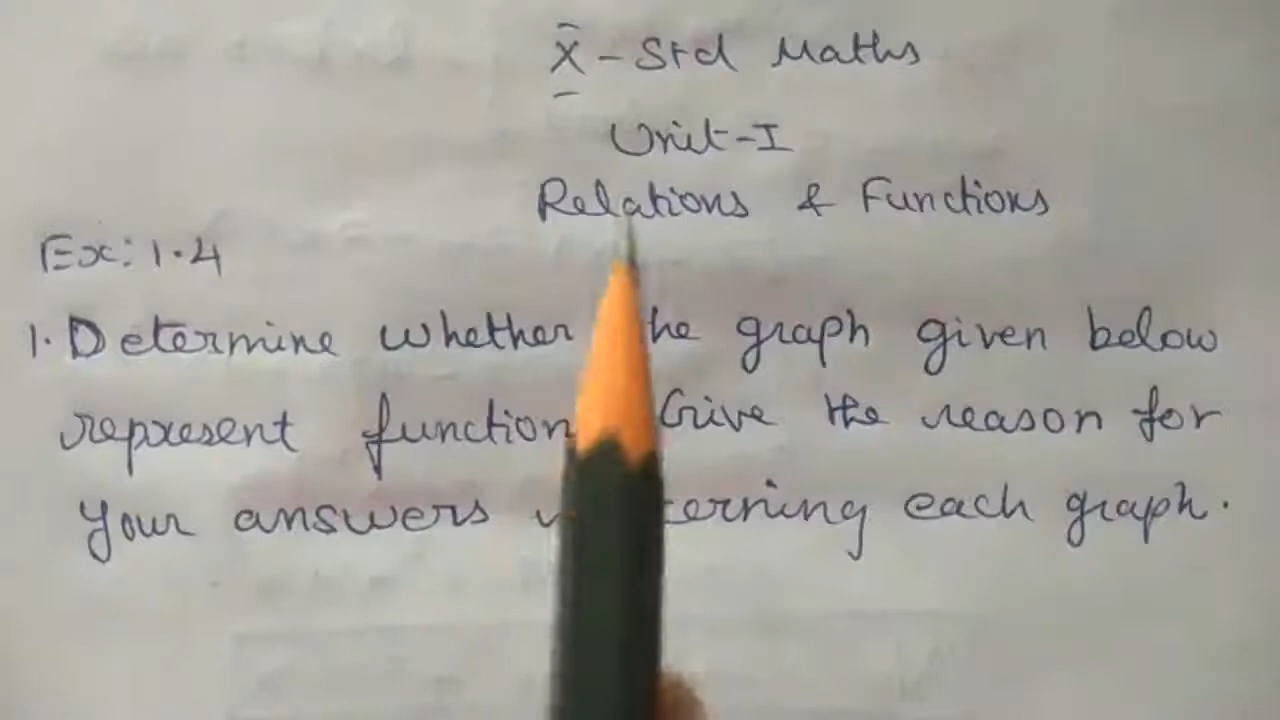 X - Std Maths
Unit - I
Relations & Functions
Ex: 1.4
1. Determine whether the graph given below
represent function Give the reason for
your answers each graph.